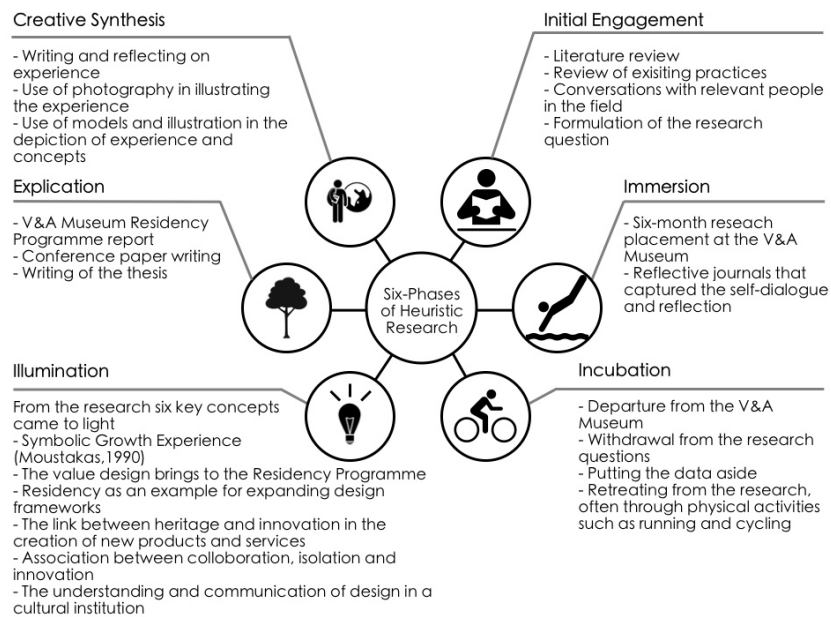 Creative Synthesis
- Writing and reflecting on
experience
- Use of photography in illustrating
the experience
- Use of models and illustration in the
depiction of experience and
concepts
Initial Engagement
- Literature review
- Review of exisiting practices
- Conversations with relevant people
in the field
- Formulation of the research
question
Explication
- V&A Museum Residency
Programme report
- Conference paper writing
- Writing of the thesis
Immersion
- Six-month reseach
placement at the V&A
Museum
- Reflective journals that
captured the self-dialogue
and reflection
Six-Phases
of Heuristic
Research
Illumination
From the research six key concepts
came to light
- Symbolic Growth Experience
(Moustakas,1990)
- The value design brings to the Residency Programme
- Residency as an example for expanding design
frameworks
- The link between heritage and innovation in the
creation of new products and services
- Association between colloboration, isolation and
innovation
- The understanding and communication of design in a
cultural institution
Incubation
- Departure from the V&A
Museum
- Withdrawal from the research
questions
- Putting the data aside
- Retreating from the research,
often through physical activities
such as running and cycling